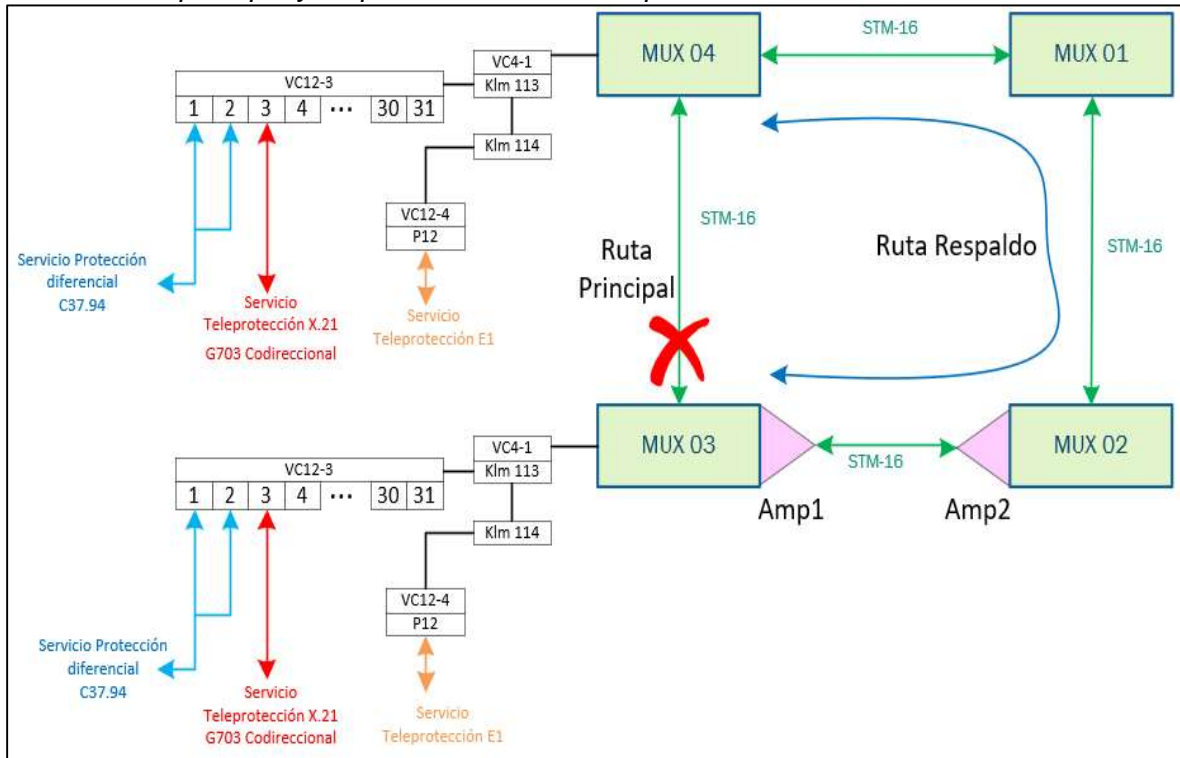 MUX 04
STM-16
MUX 01
VC4-1
Klm 113
VC12-3
1 2 3 4 ... 30 31
Klm 114
VC12-4
P12
Servicio Protección
diferencial
C37.94
Servicio
Teleprotección X.21
G703 Codireccional
Servicio
Teleprotección E1
STM-16
Ruta
Principal
Ruta Respaldo
STM-16
MUX 03
STM-16
MUX 02
Amp1
Amp2
VC4-1
Klm 113
VC12-3
1 2 3 4 ... 30 31
Klm 114
VC12-4
P12
Servicio Protección
diferencial
C37.94
Servicio
Teleprotección X.21
G703 Codireccional
Servicio
Teleprotección E1